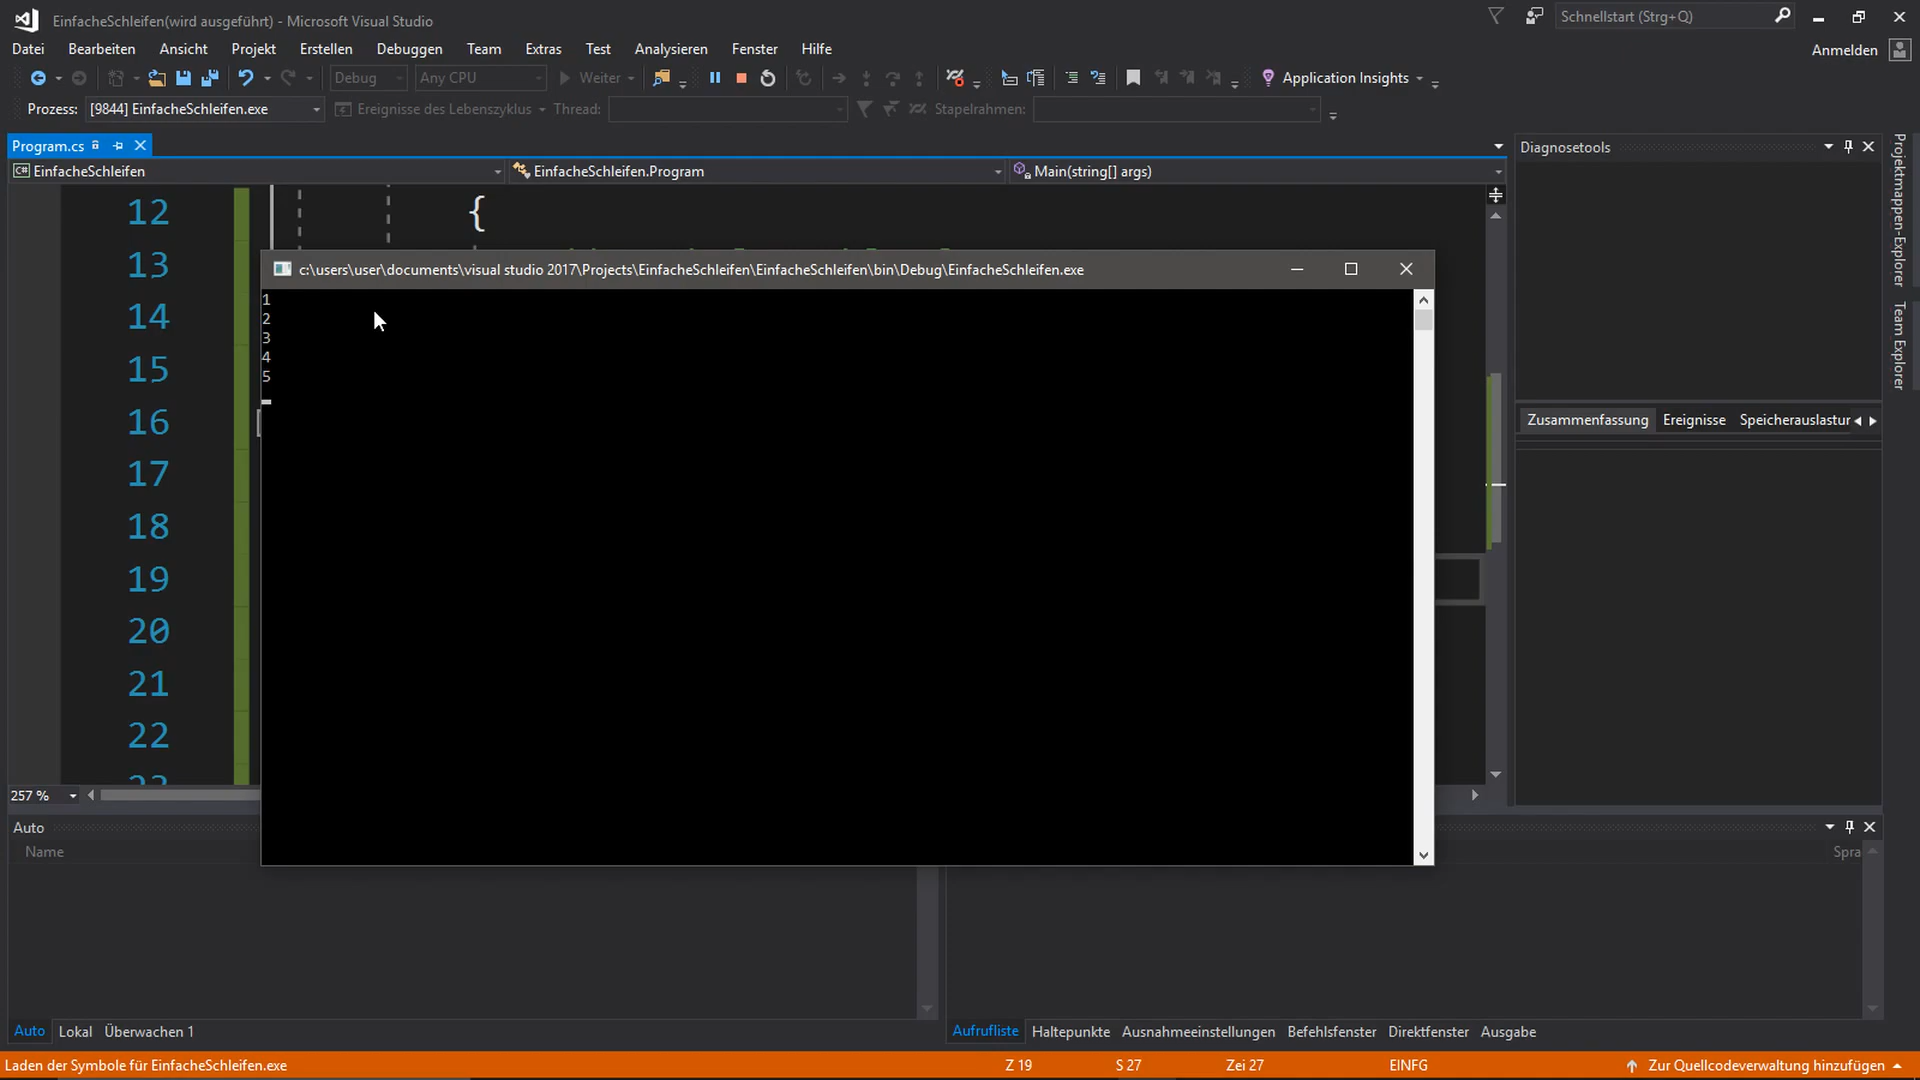 EinfacheSchleifen(wird ausgeführt) - Microsoft Visual Studio
Schnellstart (Strg+Q)
Datei Bearbeiten Ansicht Projekt Erstellen Debuggen Team Extras Test Analysieren Fenster Hilfe
Anmelden
Debug Any CPU Weiter Application Insights
Prozess: [9844] EinfacheSchleifen.exe Ereignisse des Lebenszyklus Thread: Stapelrahmen:
Program.cs
Diagnosetools
C# EinfacheSchleifen EinfacheSchleifen.Program Main(string[] args)
Projektmappen-Explorer
Team Explorer
12 {
13
14
15
16
17
18
19
20
21
22
c:\users\user\documents\visual studio 2017\Projects\EinfacheSchleifen\EinfacheSchleifen\bin\Debug\EinfacheSchleifen.exe
1
2
3
4
5
Zusammenfassung Ereignisse Speicherauslastur
257 %
Auto
Name
Spra
Auto Lokal Überwachen 1
Aufrufliste Haltepunkte Ausnahmeeinstellungen Befehlsfenster Direktfenster Ausgabe
Laden der Symbole für EinfacheSchleifen.exe Z 19 S 27 Zei 27 EINFG Zur Quellcodeverwaltung hinzufügen